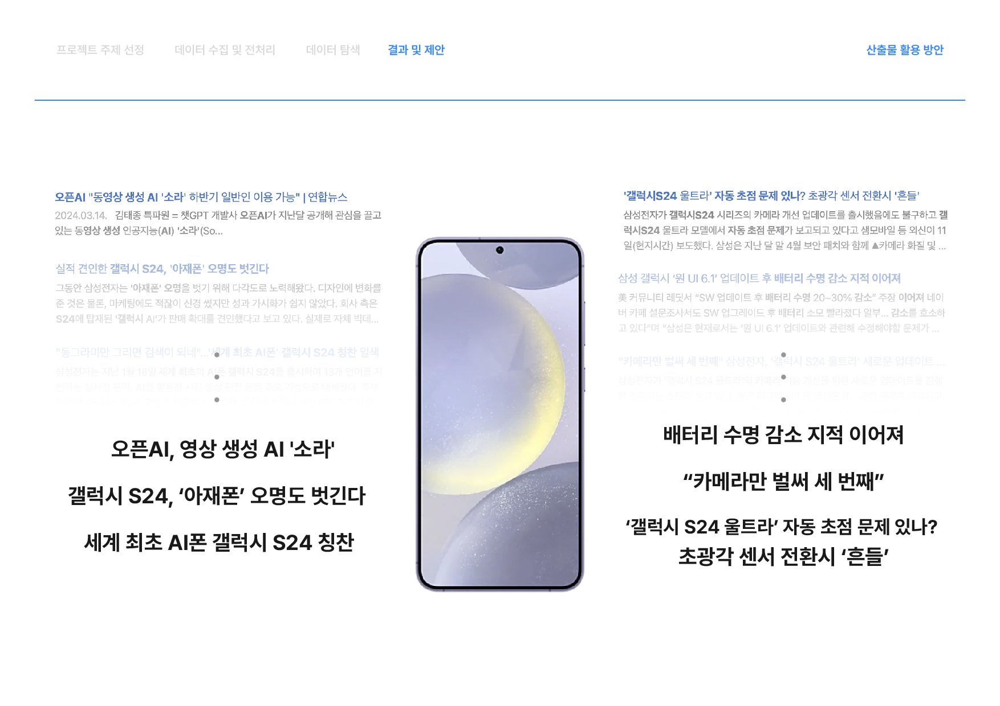 프로젝트 주제 선정
데이터 수집 및 전처리
데이터 탐색
결과 및 제안
산출물 활용 방안
오픈AI "동영상 생성 AI '소라' 하반기 일반인 이용 가능" | 연합뉴스
2024.03.14. 김태종 특파원 = 챗GPT 개발사 오픈AI가 지난달 공개해 관심을 끌고
있는 동영상 생성 인공지능(AI) '소라'(So...
실적 견인한 갤럭시 S24, '아재폰' 오명도 벗긴다
그동안 삼성전자는 '아재폰' 오명을 벗기 위해 다각도로 노력해왔다. 디자인에 변화를
준 것은 물론, 마케팅에도 적잖이 신경 썼지만 성과 가시화가 쉽지 않았다. 회사 측은
S24에 탑재된 '갤럭시 AI'가 판매 확대를 견인했다고 보고 있다. 실제로 자체 빅데...
"동그라미만 그리면 검색이 되네"...'세계 최초 AI폰' 갤럭시 S24 칭찬 일색
삼성전자는 지난 1월 18일 세계 최초의 AI폰 갤럭시 S24를 출시하며 13개 언어를 지
오픈AI, 영상 생성 AI '소라'
갤럭시 S24, ‘아재폰’ 오명도 벗긴다
세계 최초 AI폰 갤럭시 S24 칭찬
'갤럭시S24 울트라' 자동 초점 문제 있나? 초광각 센서 전환시 '흔들'
삼성전자가 갤럭시S24 시리즈의 카메라 개선 업데이트를 출시했음에도 불구하고 갤
럭시S24 울트라 모델에서 자동 초점 문제가 보고되고 있다고 샘모바일 등 외신이 11
일(현지시간) 보도했다. 삼성은 지난 달 말 4월 보안 패치와 함께 ▲카메라 화질 및 ...
삼성 갤럭시 ‘원 UI 6.1’ 업데이트 후 배터리 수명 감소 지적 이어져
美 커뮤니티 레딧서 “SW 업데이트 후 배터리 수명 20~30% 감소” 주장 이어져 네이
버 카페 설문조사서도 SW 업그레이드 후 배터리 소모 빨라졌다 일부... 감소를 호소하
고 있다”며 ”삼성은 현재로서는 ‘원 UI 6.1’ 업데이트와 관련해 수정해야할 문제가 ...
"카메라만 벌써 세 번째" 삼성전자, '갤럭시 S24 울트라' 새로운 업데이트 ...
삼성전자가 '갤럭시 S24 울트라'의 카메라 기능 개선을 위한 새로운 업데이트를 진행
배터리 수명 감소 지적 이어져
“카메라만 벌써 세 번째”
‘갤럭시 S24 울트라’ 자동 초점 문제 있나?
초광각 센서 전환시 ‘흔들’